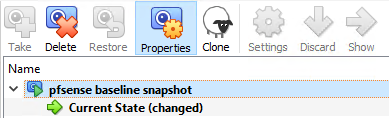 Take Delete Restore Properties Clone Settings Discard Show
Name
pfsense baseline snapshot
Current State (changed)